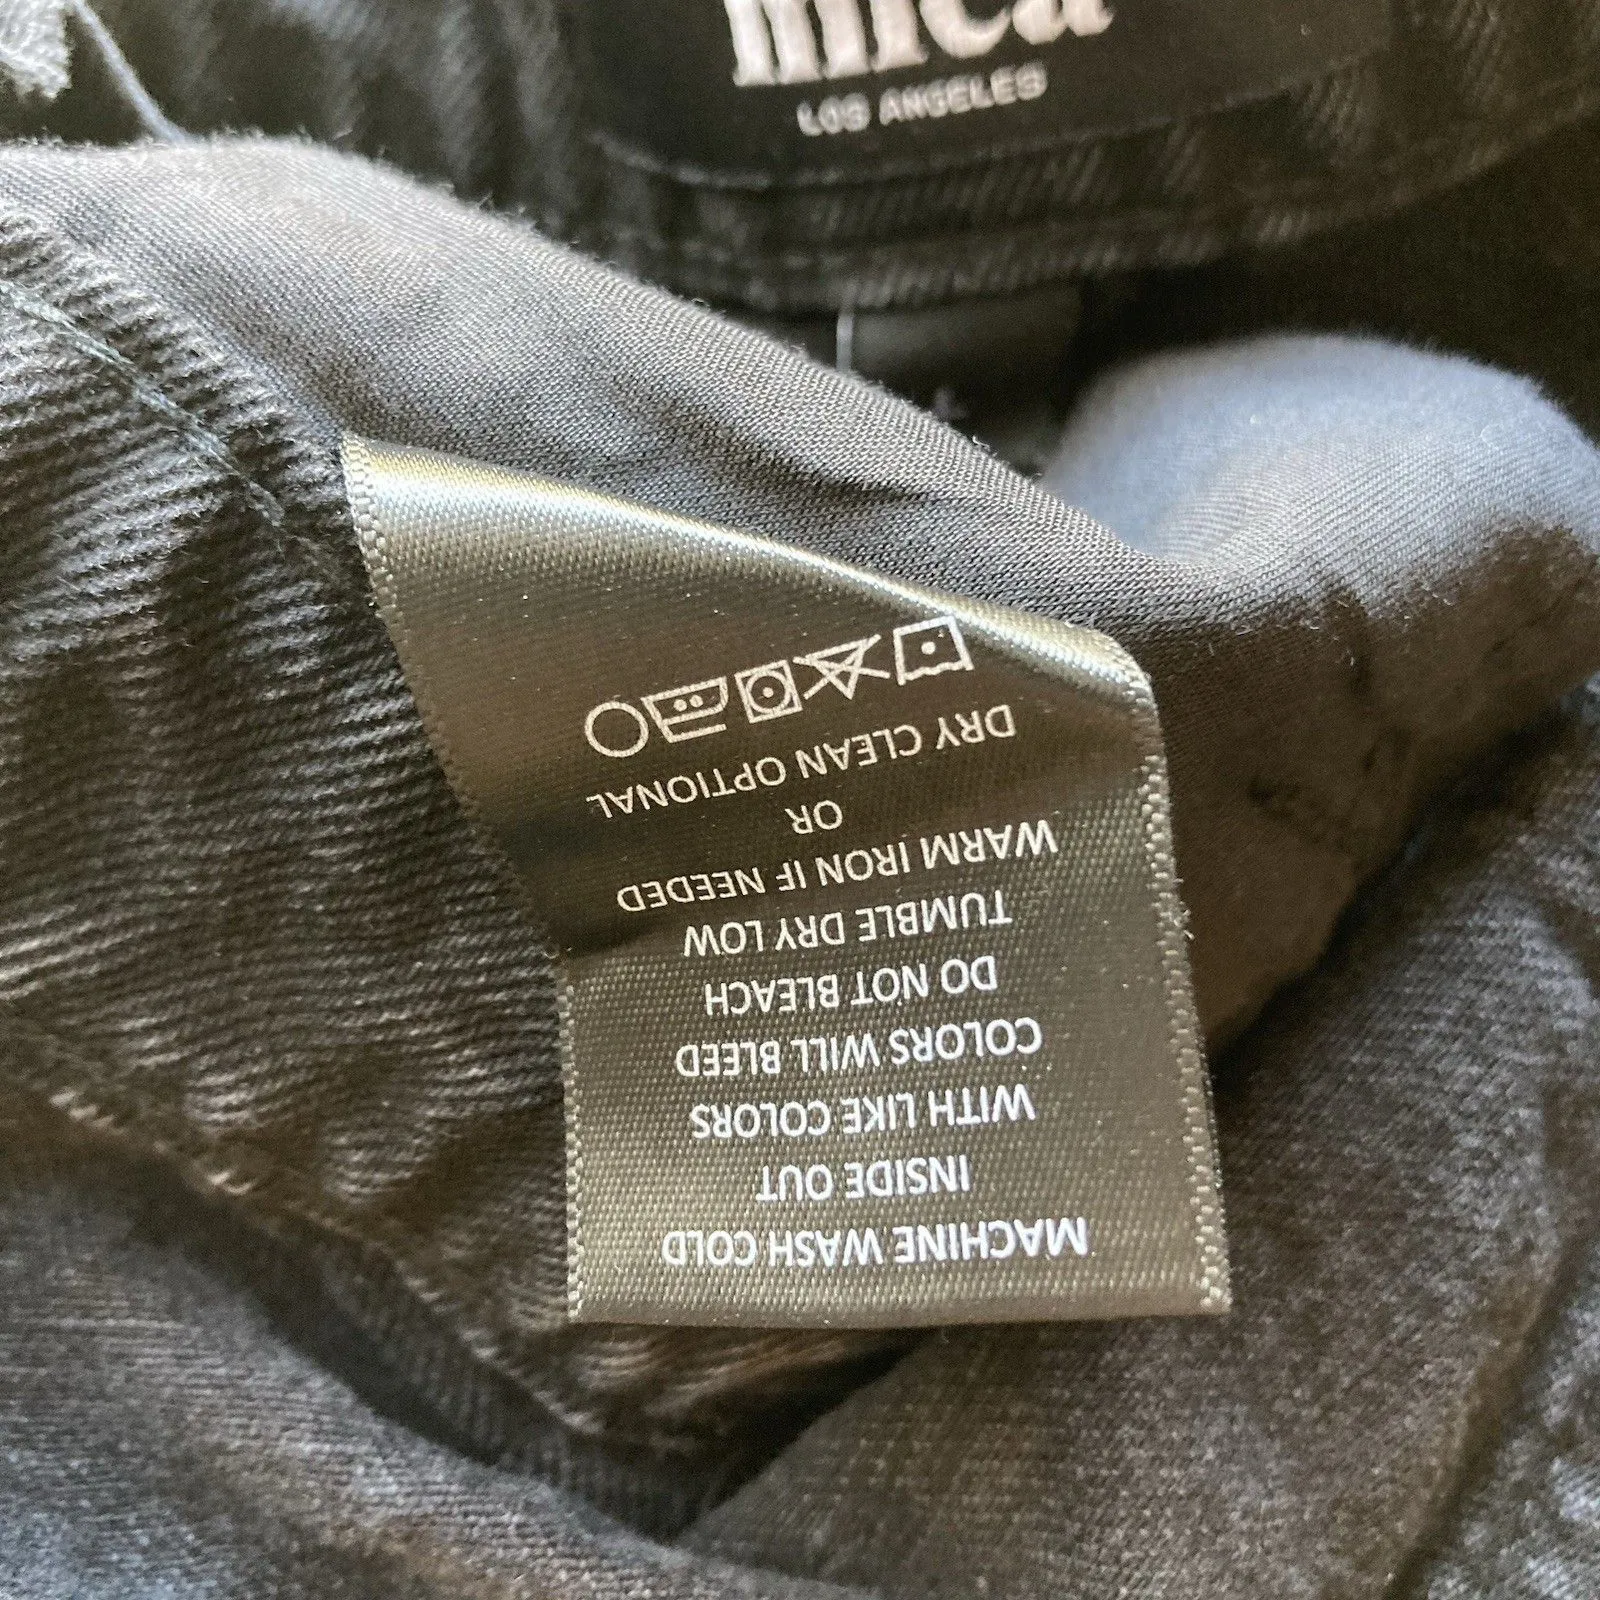 LOS ANGELES
MACHINE WASH COLD
INSIDE OUT
WITH LIKE COLORS
COLORS WILL BLEED
DO NOT BLEACH
TUMBLE DRY LOW
WARM IRON IF NEEDED
OR
DRY CLEAN OPTIONAL